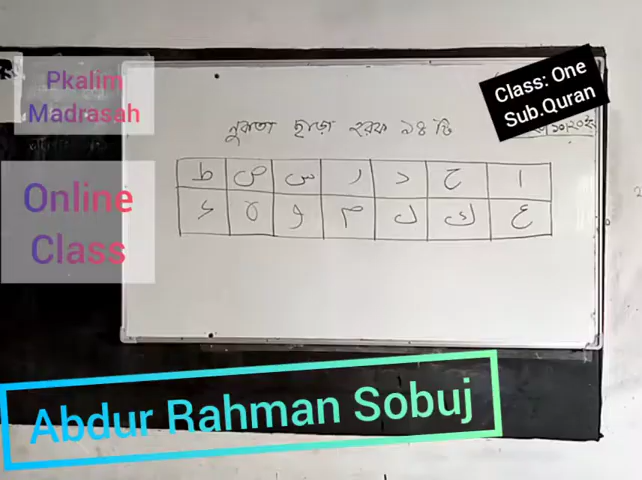 Pkalim
Madrasah
Class: One
Sub.Quran
নুকতা ছাড়া হরফ ১৪ টি
ا ح د ر س ص ط
ع ك ل م و ه ء
Online
Class
Abdur Rahman Sobuj